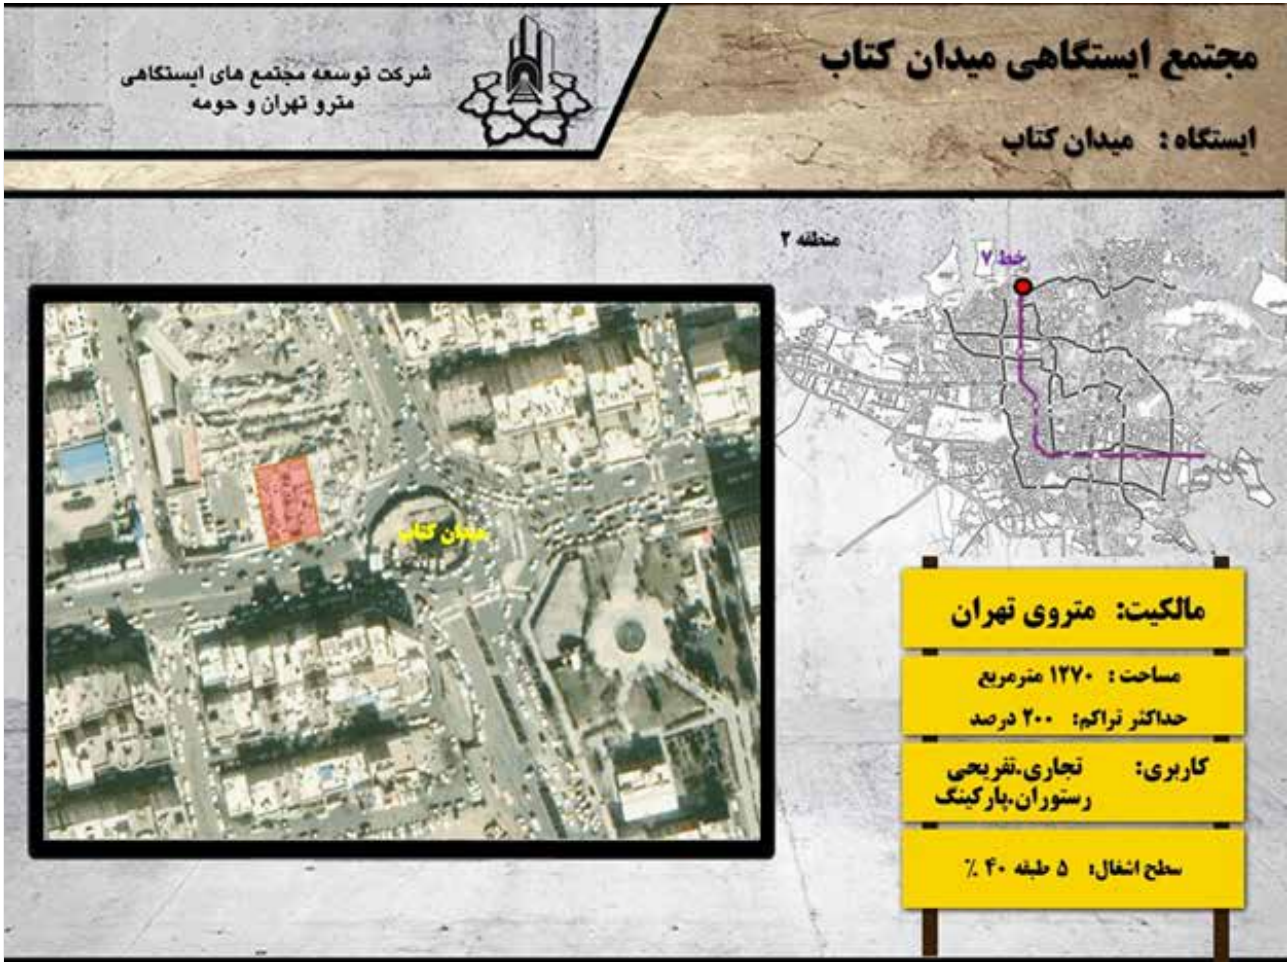 مجتمع ایستگاهی میدان کتاب
ایستگاه : میدان کتاب
شرکت توسعه مجتمع های ایستگاهی
مترو تهران و حومه
منطقه ۲
خط ۷
میدان کتاب
مالکیت: متروی تهران
مساحت : ۱۲۷۰ مترمربع
حداکثر تراکم: ۲۰۰ درصد
کاربری: تجاری.تفریحی
رستوران.پارکینگ
سطح اشغال: ۵ طبقه ۴۰ %